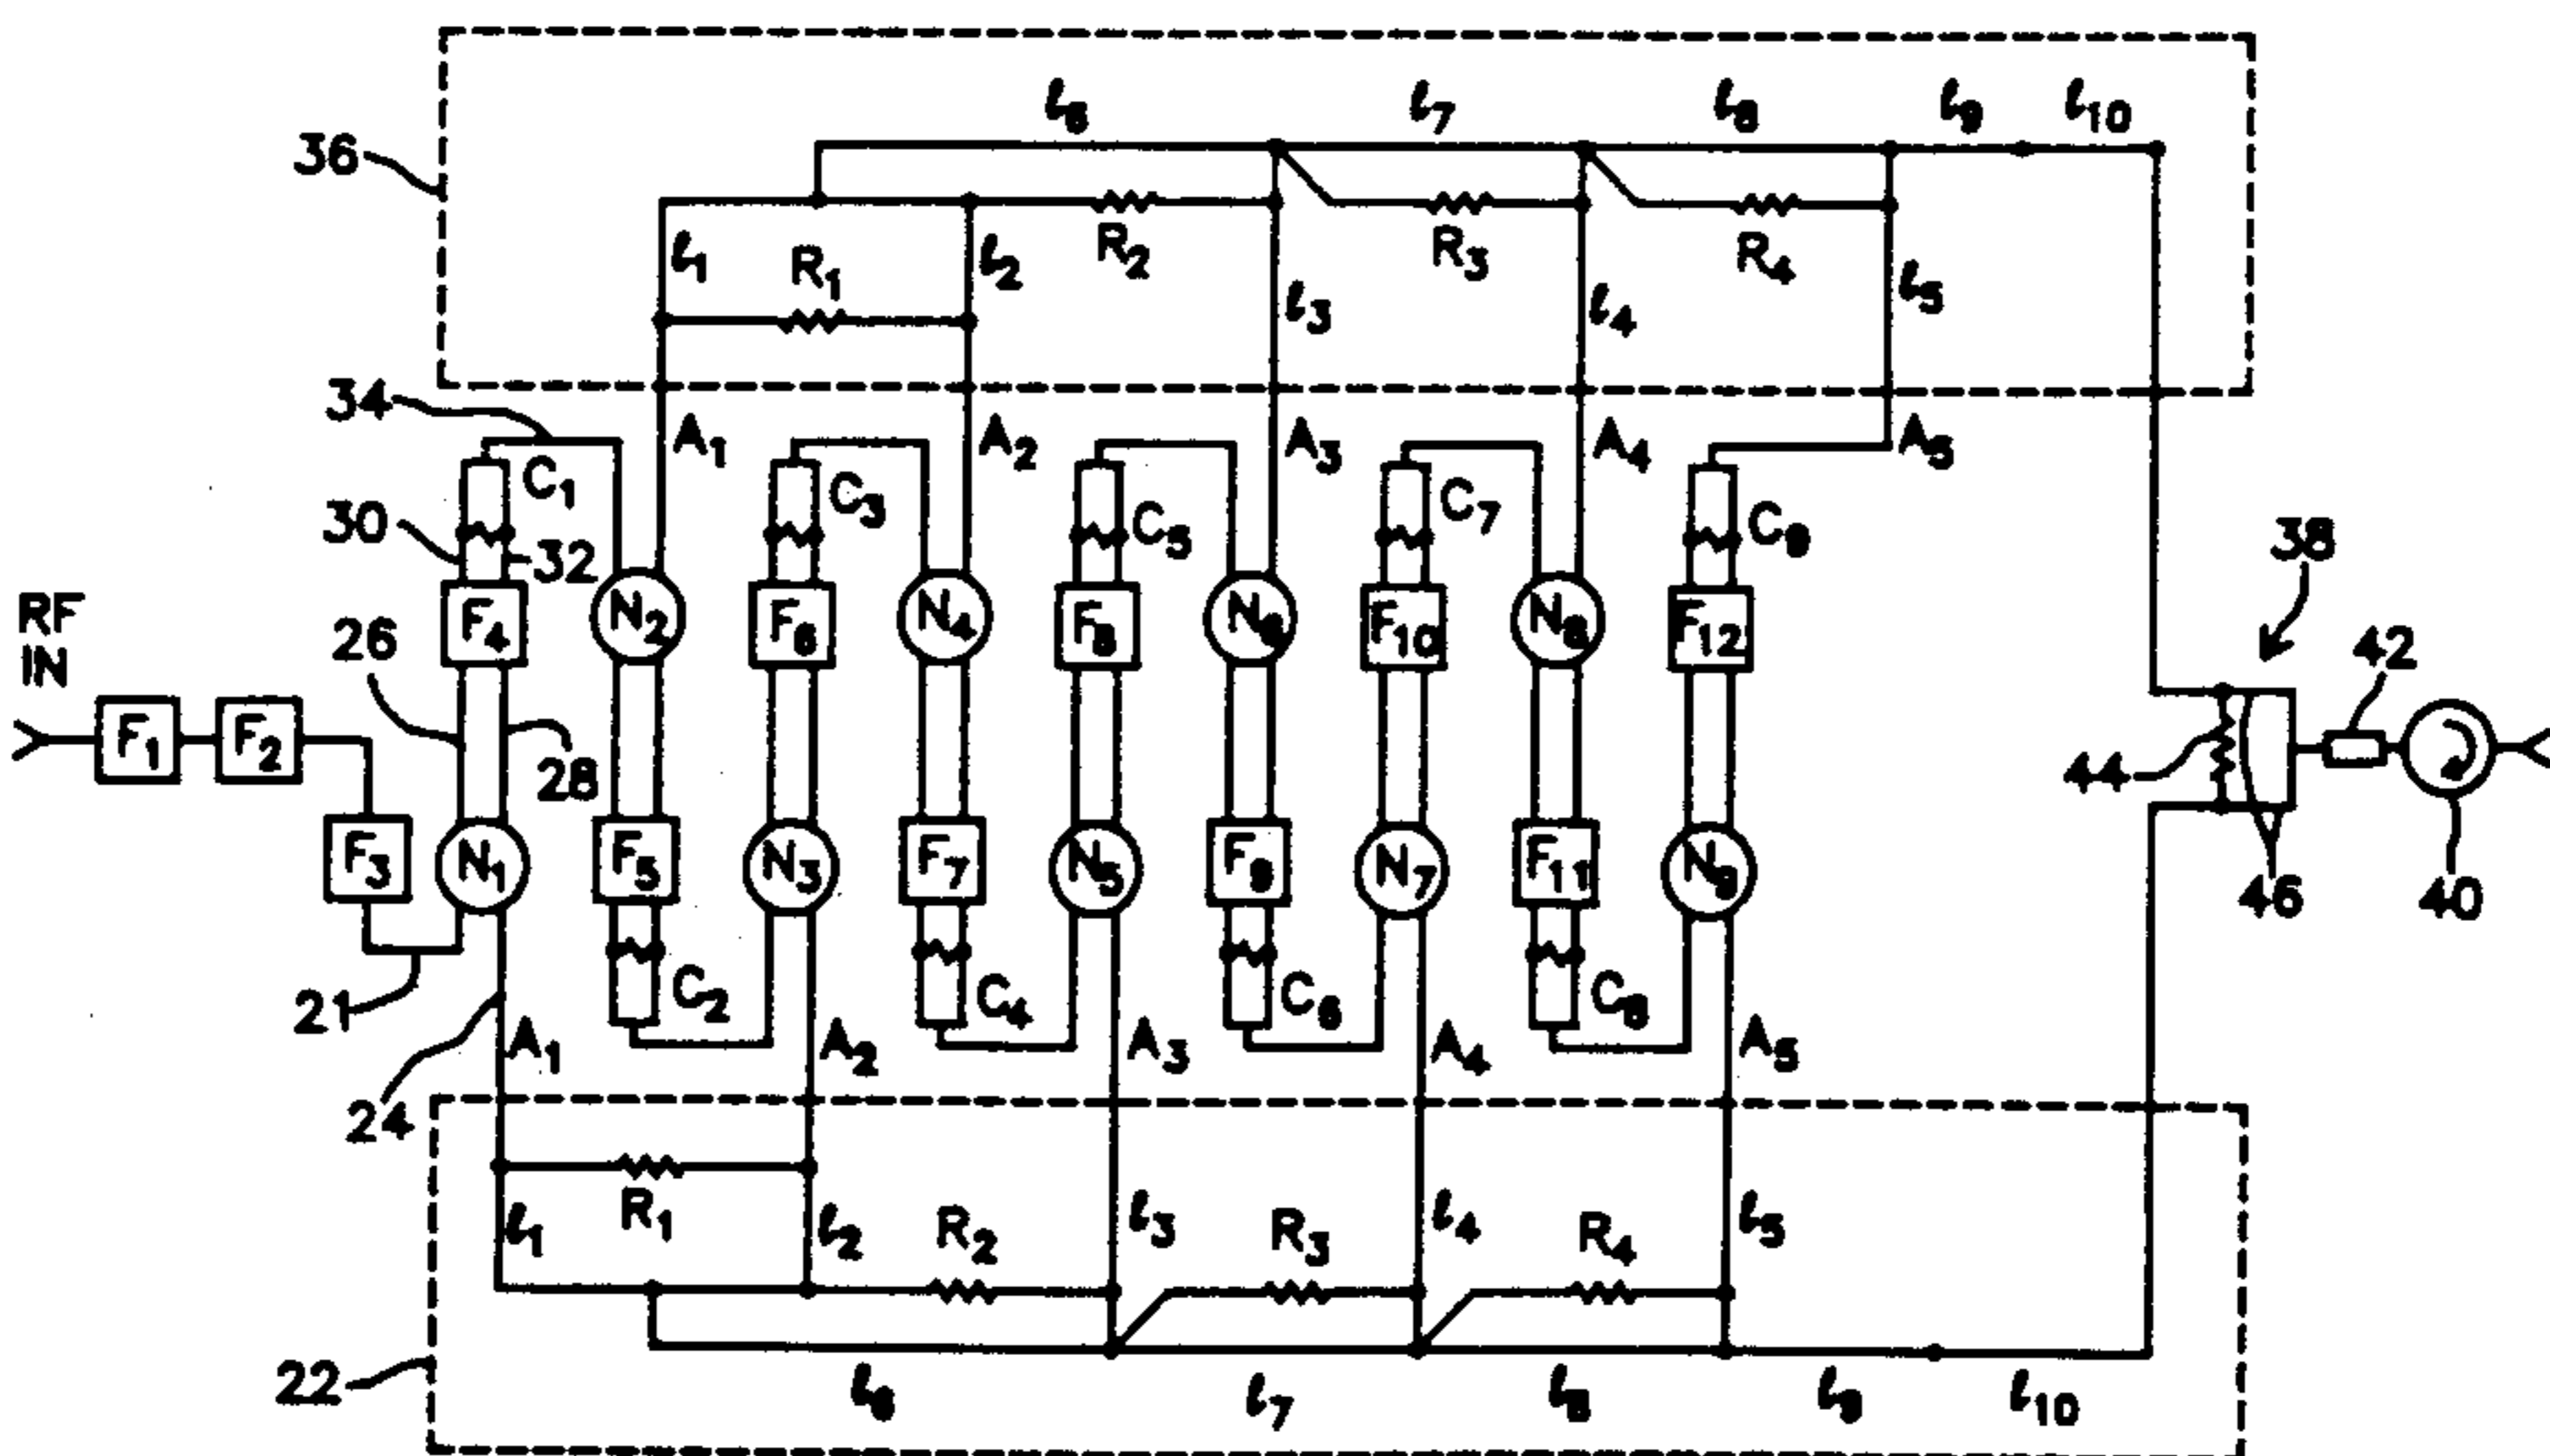 ℓ6 ℓ7 ℓ8 ℓ9 ℓ10
36
ℓ1 R1 ℓ2 R2 ℓ3 R3 ℓ4 R4 ℓ5
34 A1 A2 A3 A4 A5
C1 C3 C5 C7 C9
30 32 38
RF
IN
26 F4 N2 F6 N4 F8 N6 F10 N8 F12 42
F1 F2 28 44
F3 N1 F5 N3 F7 N5 F9 N7 F11 N9 46 40
21 C2 C4 C6 C8
24 A1 A2 A3 A4 A5
ℓ1 R1 ℓ2 R2 ℓ3 R3 ℓ4 R4 ℓ5
22 ℓ6 ℓ7 ℓ8 ℓ9 ℓ10